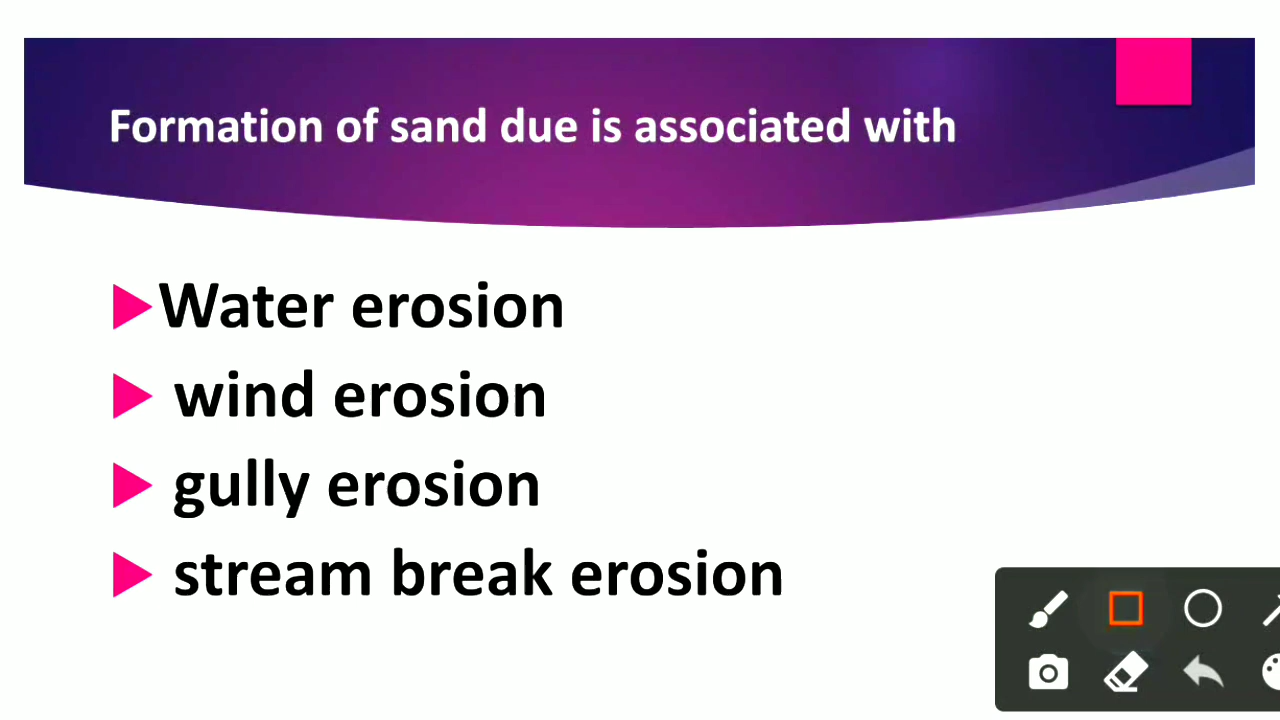 Formation of sand due is associated with
Water erosion
wind erosion
gully erosion
stream break erosion